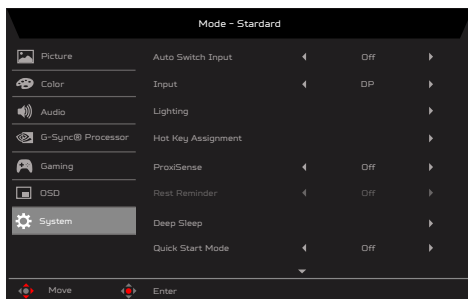 Mode - Stardard
Picture
Auto Switch Input Off
Color
Input DP
Audio
Lighting
G-Sync® Processor
Hot Key Assignment
Gaming
ProxiSense Off
OSD
Rest Reminder Off
System
Deep Sleep
Quick Start Mode Off
Move Enter